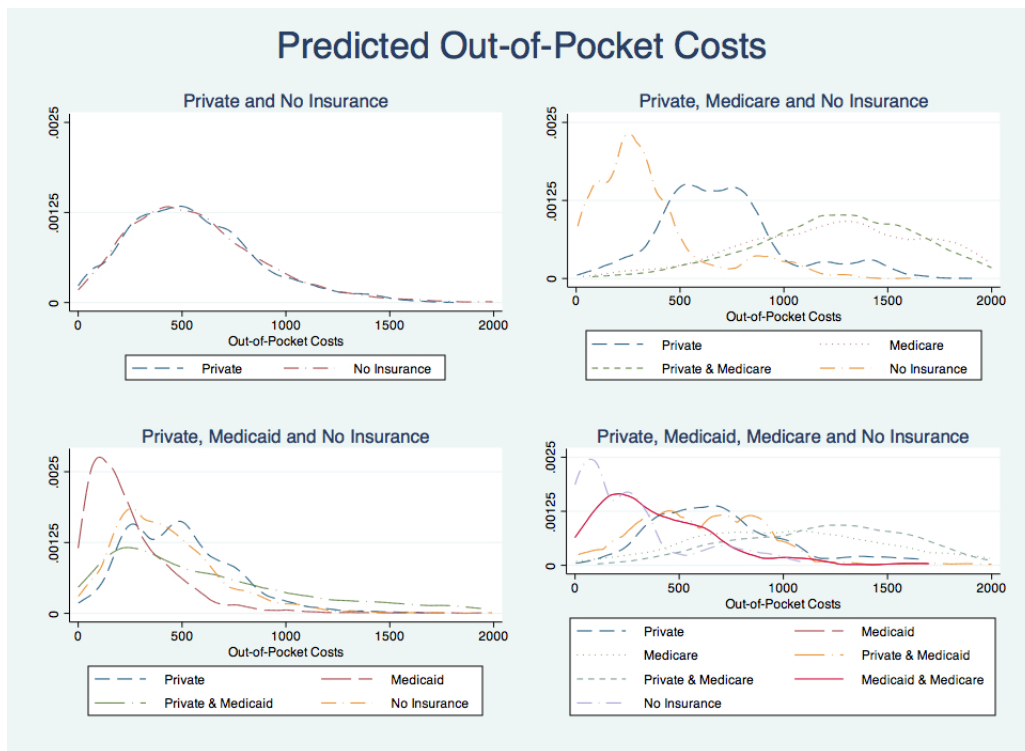 Predicted Out-of-Pocket Costs
Private and No Insurance
.0025
.00125
0
0 500 1000 1500 2000
Out-of-Pocket Costs
Private No Insurance
Private, Medicare and No Insurance
.0025
.00125
0
0 500 1000 1500 2000
Out-of-Pocket Costs
Private Medicare
Private & Medicare No Insurance
Private, Medicaid and No Insurance
.0025
.00125
0
0 500 1000 1500 2000
Out-of-Pocket Costs
Private Medicaid
Private & Medicaid No Insurance
Private, Medicaid, Medicare and No Insurance
.0025
.00125
0
0 500 1000 1500 2000
Out-of-Pocket Costs
Private Medicaid
Medicare Private & Medicaid
Private & Medicare Medicaid & Medicare
No Insurance